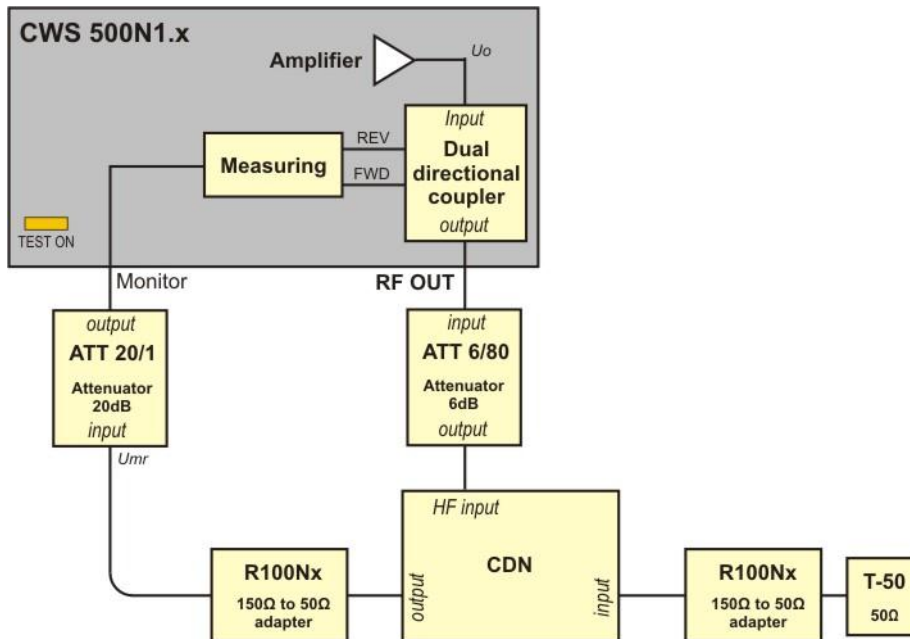 CWS 500N1.x
Amplifier
Uo
Input
Dual
directional
coupler
output
REV
FWD
Measuring
TEST ON
Monitor
RF OUT
output
ATT 20/1
Attenuator
20dB
input
Umr
input
ATT 6/80
Attenuator
6dB
output
HF input
CDN
output
input
R100Nx
150Ω to 50Ω
adapter
R100Nx
150Ω to 50Ω
adapter
T-50
50Ω